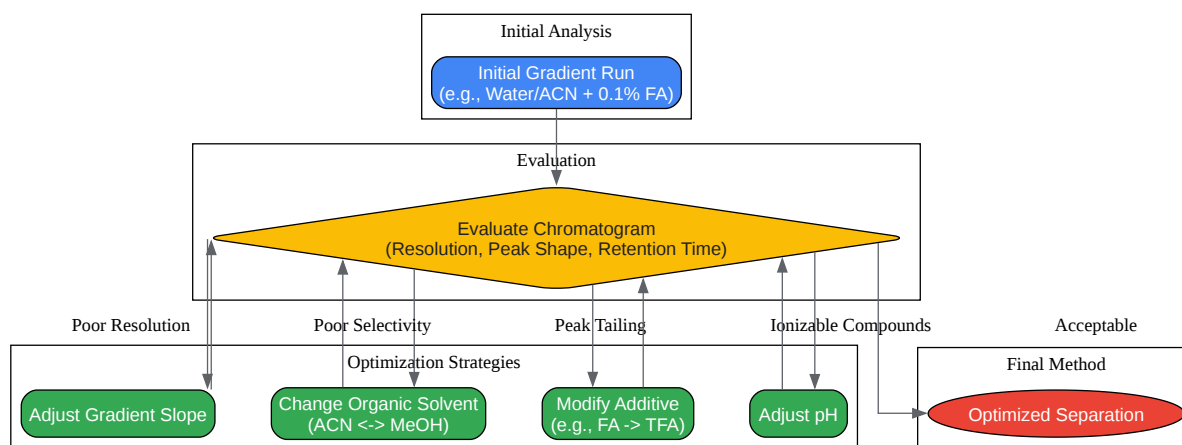 Initial Analysis
Initial Gradient Run
(e.g., Water/ACN + 0.1% FA)
Evaluation
Evaluate Chromatogram
(Resolution, Peak Shape, Retention Time)
Poor Resolution
Poor Selectivity
Peak Tailing
Ionizable Compounds
Acceptable
Optimization Strategies
Final Method
Adjust Gradient Slope
Change Organic Solvent
(ACN <-> MeOH)
Modify Additive
(e.g., FA -> TFA)
Adjust pH
Optimized Separation